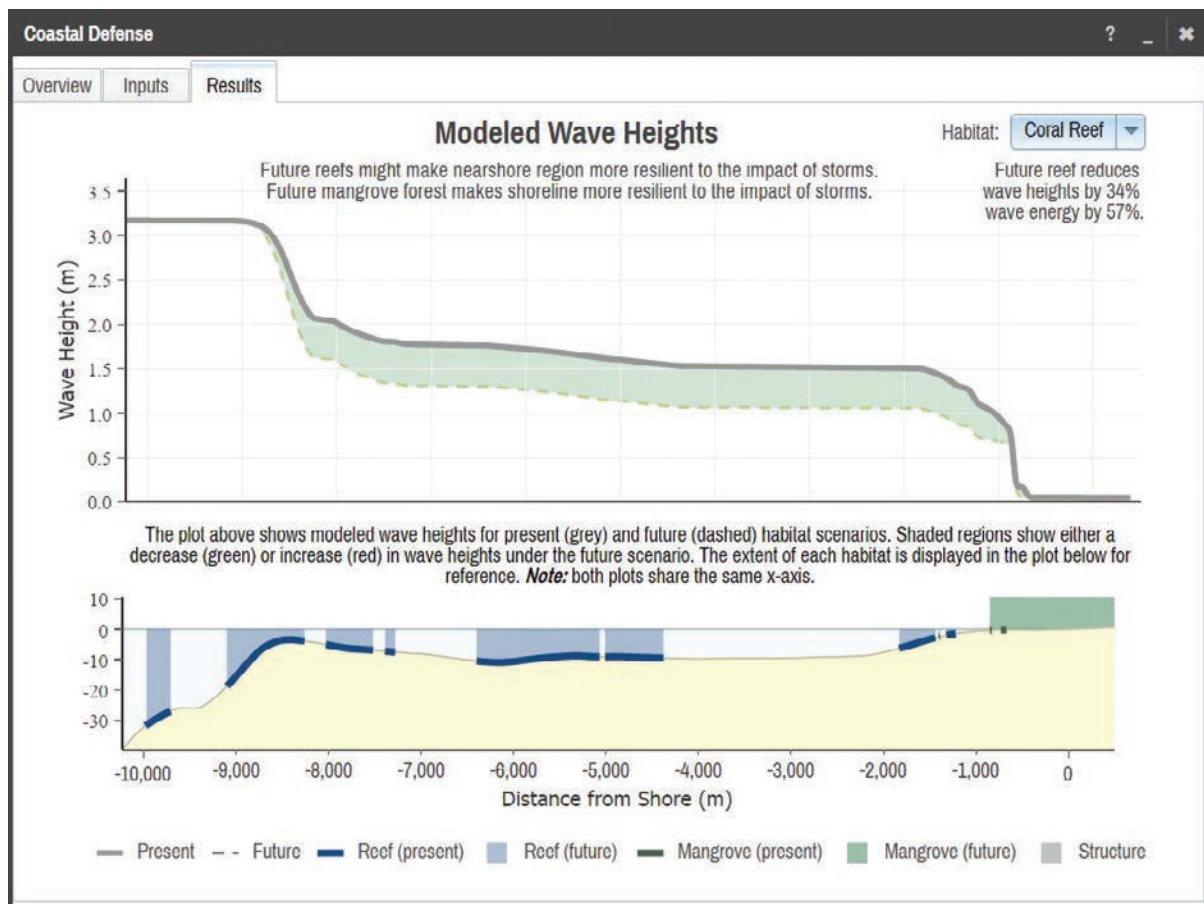 Coastal Defense
? _ ✖
Overview Inputs Results
Modeled Wave Heights
Habitat: Coral Reef
Future reefs might make nearshore region more resilient to the impact of storms.
Future mangrove forest makes shoreline more resilient to the impact of storms.
Future reef reduces
wave heights by 34%
wave energy by 57%.
Wave Height (m)
3.5
3.0
2.5
2.0
1.5
1.0
0.5
0.0
The plot above shows modeled wave heights for present (grey) and future (dashed) habitat scenarios. Shaded regions show either a
decrease (green) or increase (red) in wave heights under the future scenario. The extent of each habitat is displayed in the plot below for
reference. Note: both plots share the same x-axis.
10
0
-10
-20
-30
-10,000 -9,000 -8,000 -7,000 -6,000 -5,000 -4,000 -3,000 -2,000 -1,000 0
Distance from Shore (m)
Present Future Reef (present) Reef (future) Mangrove (present) Mangrove (future) Structure